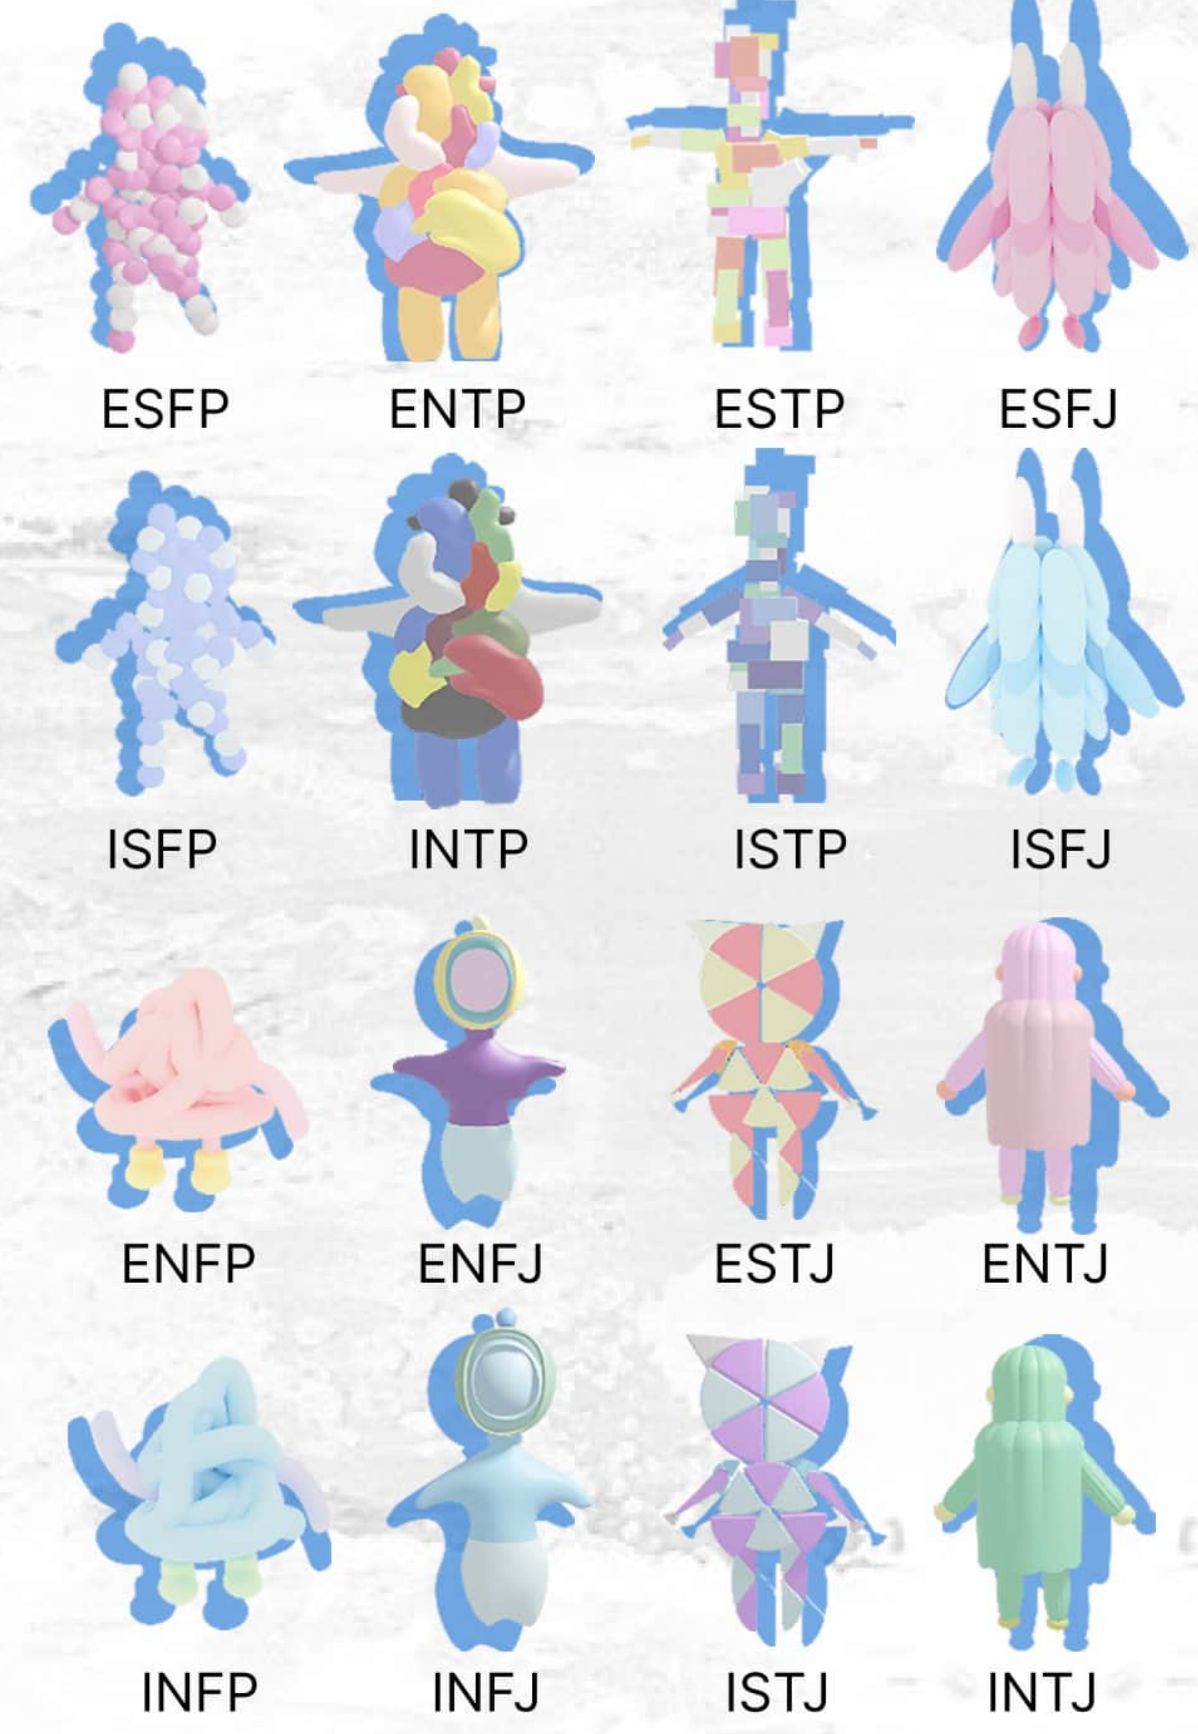 ESFP ENTP ESTP ESFJ
ISFP INTP ISTP ISFJ
ENFP ENFJ ESTJ ENTJ
INFP INFJ ISTJ INTJ